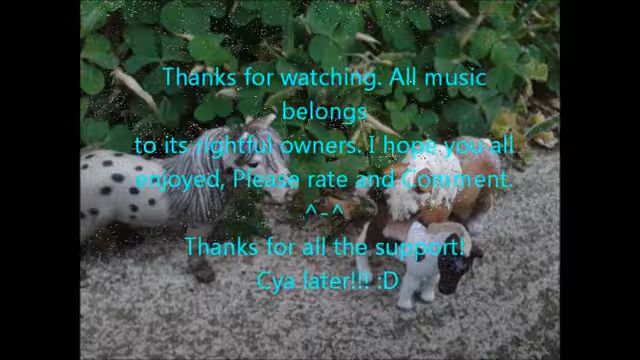 Thanks for watching. All music
belongs
to its rightful owners. I hope you all
enjoyed, Please rate and Comment.
^-^
Thanks for all the support!
Cya later!!! :D